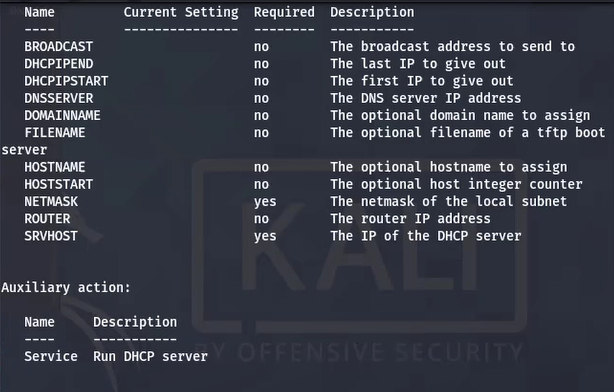 Name Current Setting Required Description
---- --------------- -------- -----------
BROADCAST no The broadcast address to send to
DHCPIPEND no The last IP to give out
DHCPIPSTART no The first IP to give out
DNSSERVER no The DNS server IP address
DOMAINNAME no The optional domain name to assign
FILENAME no The optional filename of a tftp boot
server
HOSTNAME no The optional hostname to assign
HOSTSTART no The optional host integer counter
NETMASK yes The netmask of the local subnet
ROUTER no The router IP address
SRVHOST yes The IP of the DHCP server
KALI
Auxiliary action:
Name Description
---- -----------
Service Run DHCP server
BY OFFENSIVE SECURITY